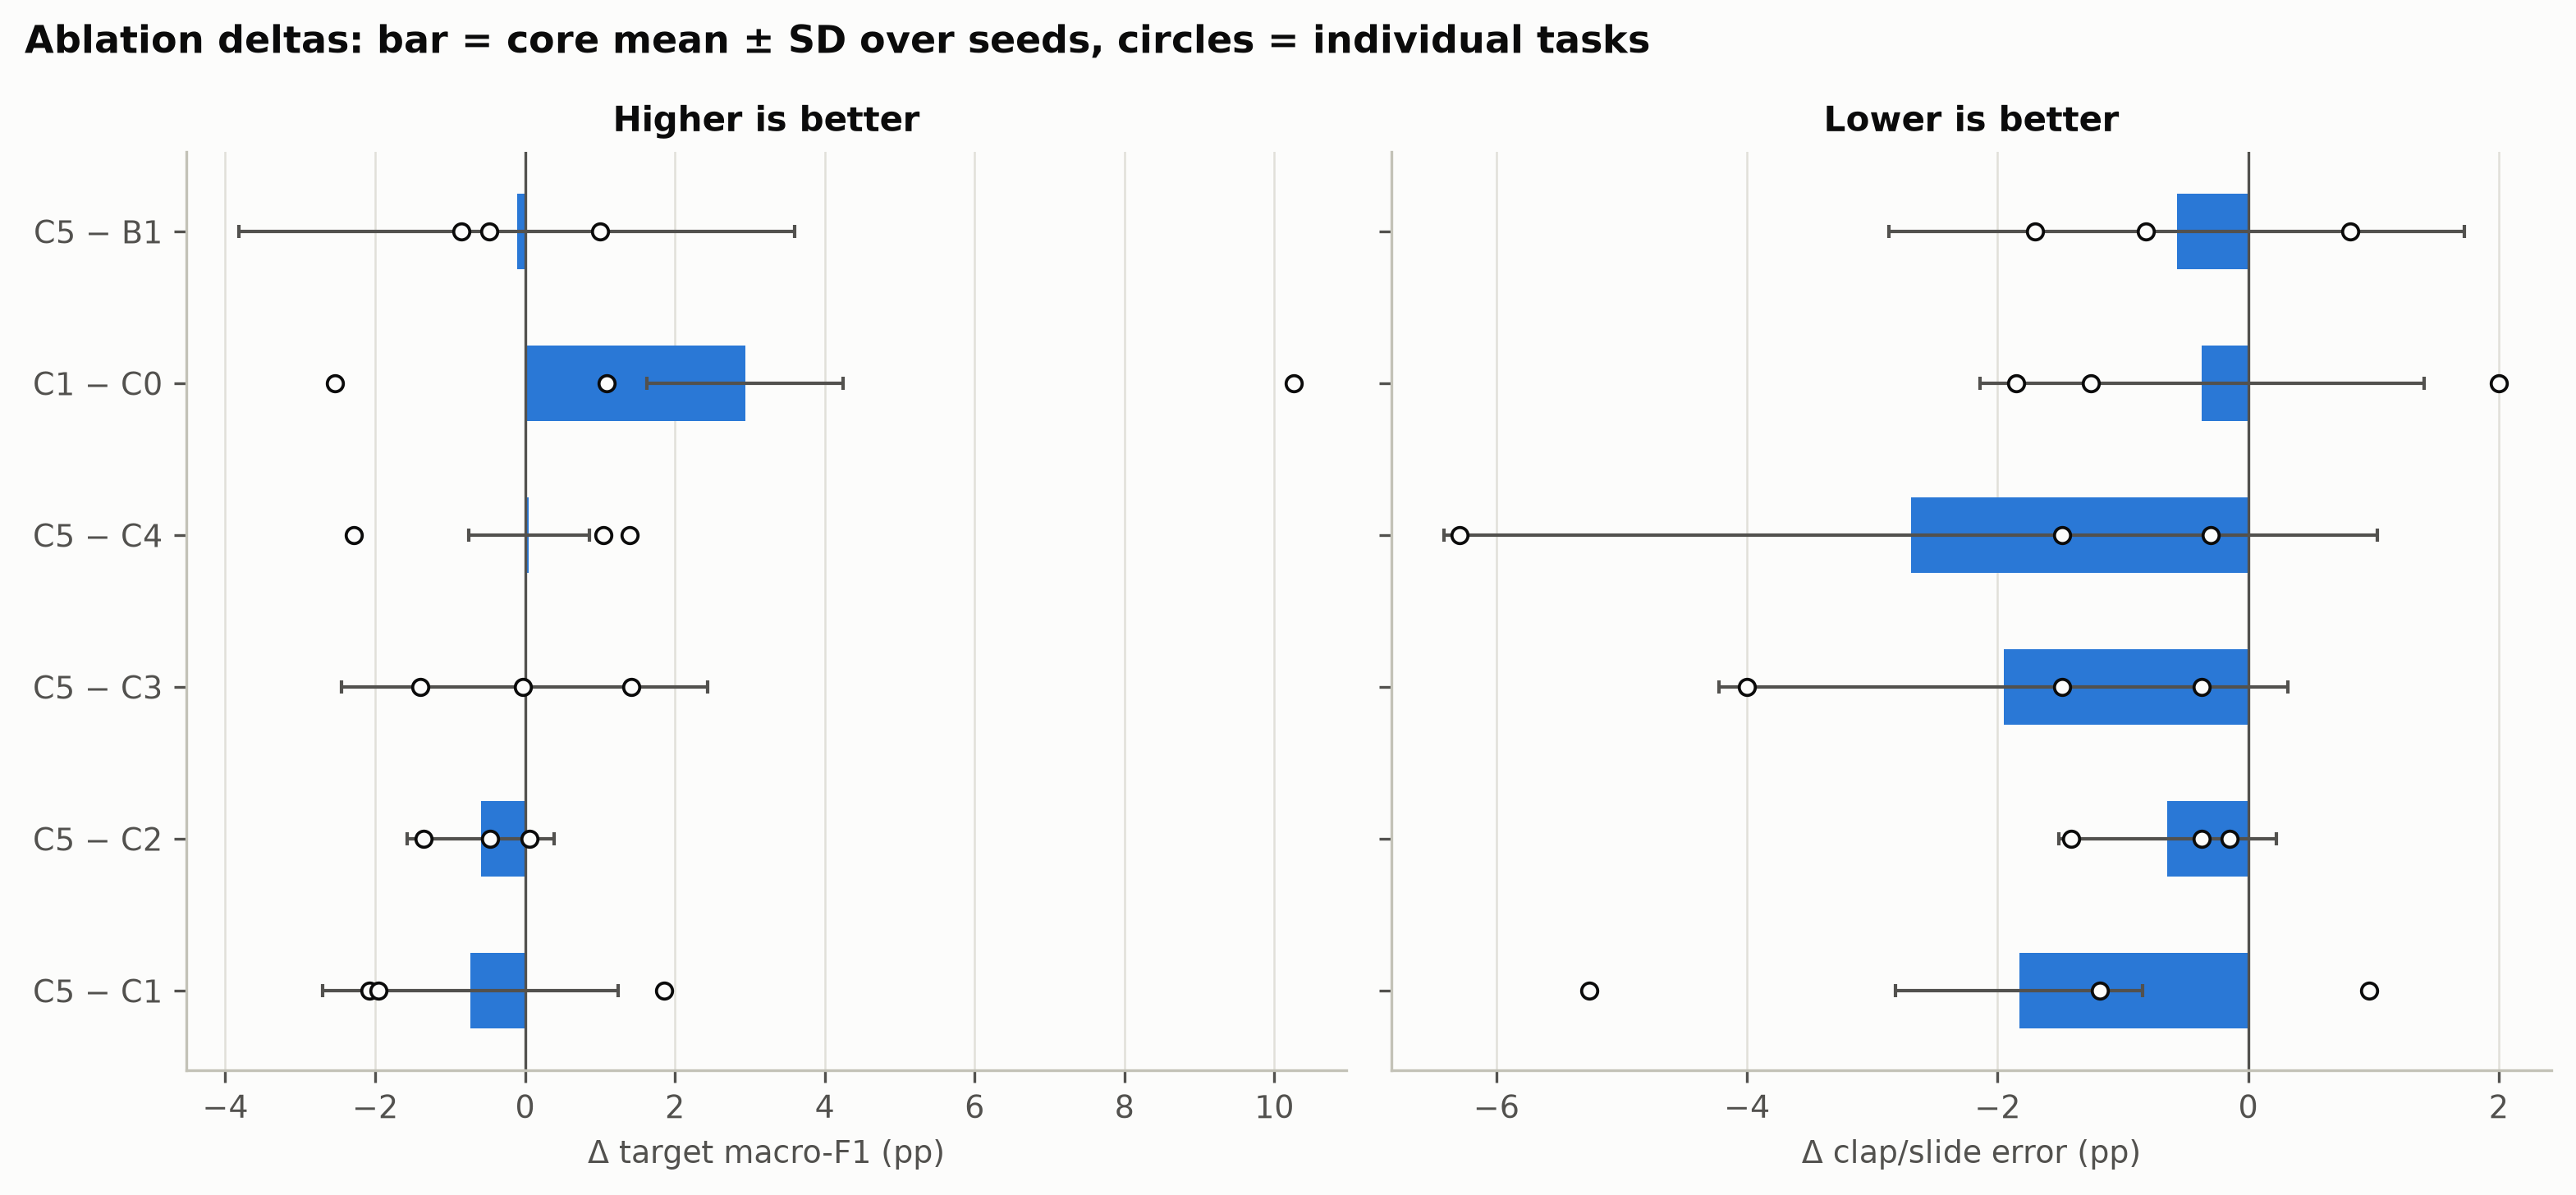 Ablation deltas: bar = core mean ± SD over seeds, circles = individual tasks
Higher is better
Lower is better
C5 − B1
C1 − C0
C5 − C4
C5 − C3
C5 − C2
C5 − C1
−4 −2 0 2 4 6 8 10
−6 −4 −2 0 2
Δ target macro-F1 (pp)
Δ clap/slide error (pp)